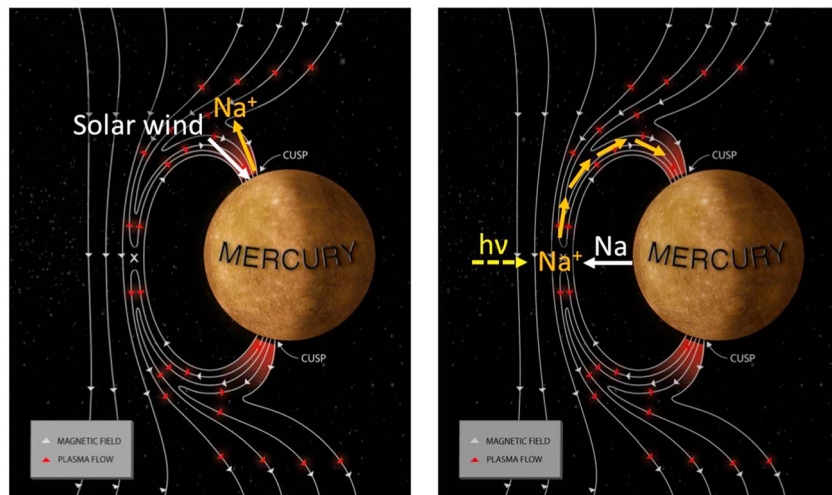 Na⁺
Solar wind
CUSP
MERCURY
X
CUSP
MAGNETIC FIELD
PLASMA FLOW
CUSP
MERCURY
hν
Na⁺
Na
CUSP
MAGNETIC FIELD
PLASMA FLOW